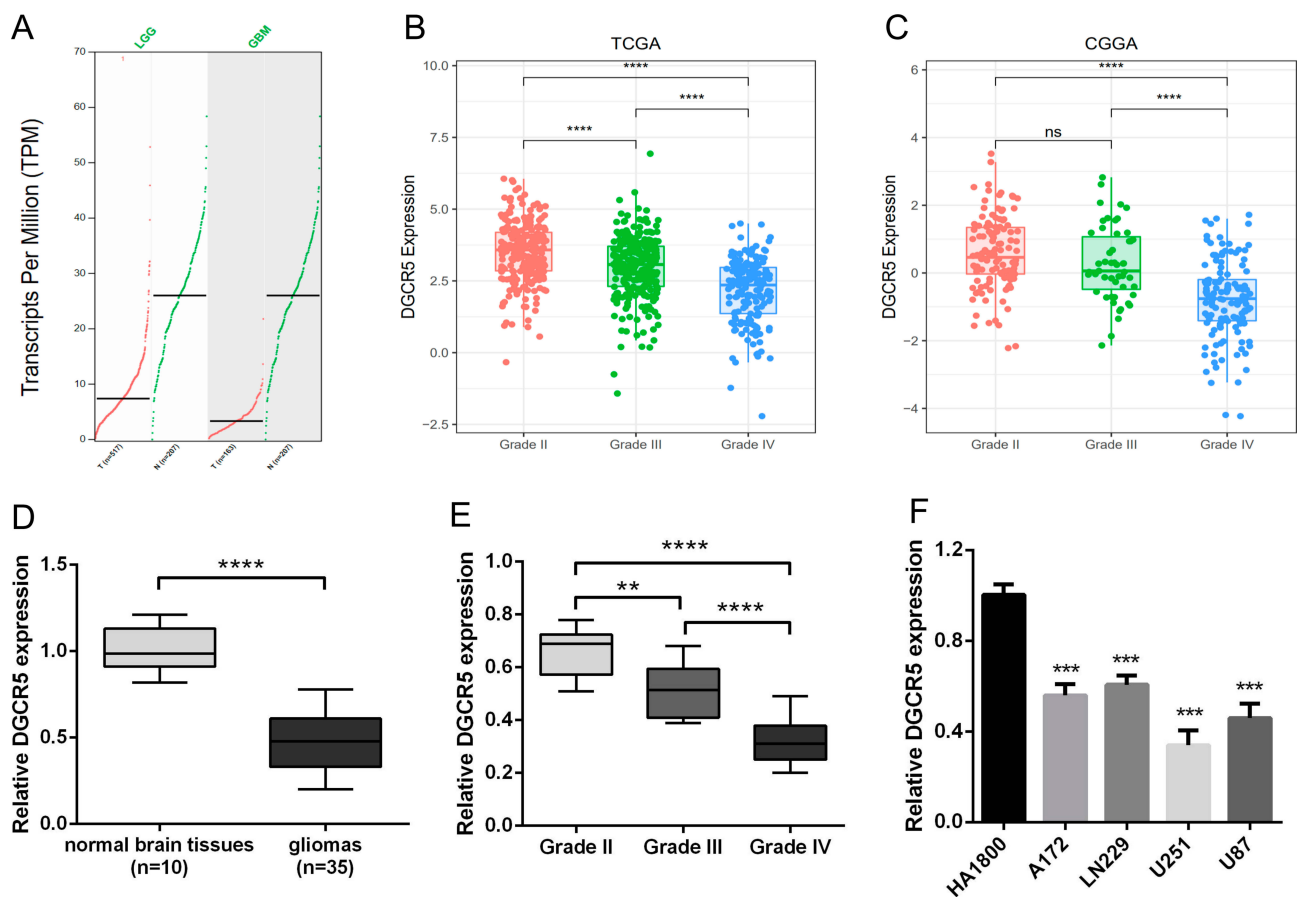 A
LGG
GBM
Transcripts Per Million (TPM)
70
60
50
40
30
20
10
0
T (n=517)
N (n=207)
T (n=163)
N (n=207)
B
TCGA
DGCR5 Expression
10.0
7.5
5.0
2.5
0.0
−2.5
****
****
****
Grade II
Grade III
Grade IV
C
CGGA
DGCR5 Expression
6
4
2
0
−2
−4
****
****
ns
Grade II
Grade III
Grade IV
D
Relative DGCR5 expression
1.5
1.0
0.5
0.0
****
normal brain tissues
(n=10)
gliomas
(n=35)
E
Relative DGCR5 expression
1.0
0.8
0.6
0.4
0.2
0.0
****
**
****
Grade II
Grade III
Grade IV
F
Relative DGCR5 expression
1.2
0.8
0.4
0.0
***
***
***
***
HA1800
A172
LN229
U251
U87